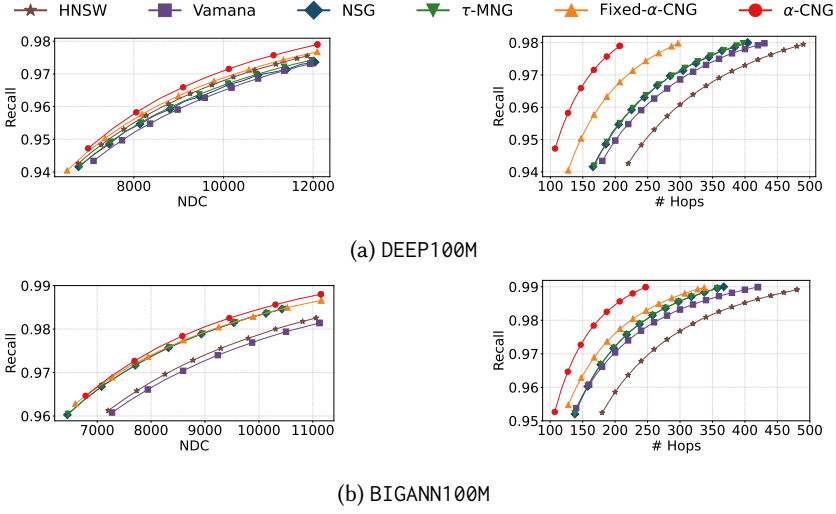 HNSW Vamana NSG τ-MNG Fixed-α-CNG α-CNG
0.98
0.97
0.96
0.95
0.94
Recall
8000 10000 12000
NDC
0.98
0.97
0.96
0.95
0.94
Recall
100 150 200 250 300 350 400 450 500
# Hops
(a) DEEP100M
0.99
0.98
0.97
0.96
Recall
7000 8000 9000 10000 11000
NDC
0.99
0.98
0.97
0.96
0.95
Recall
100 150 200 250 300 350 400 450 500
# Hops
(b) BIGANN100M